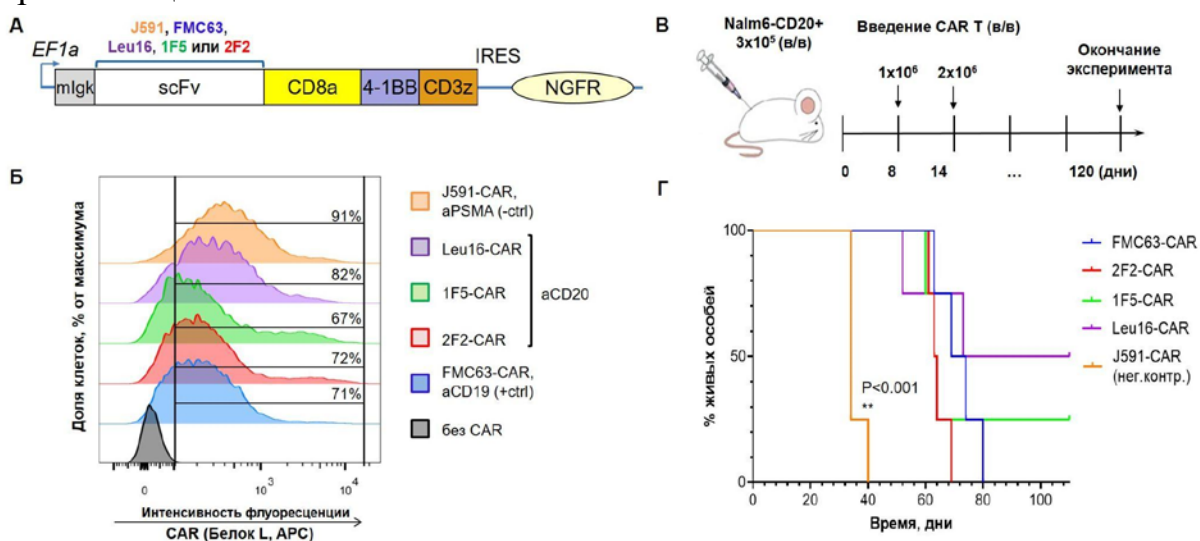 А
J591, FMC63,
Leu16, 1F5 или 2F2
EF1a
IRES
mIgk
scFv
CD8a
4-1BB
CD3z
NGFR
В
Nalm6-CD20+
3x10⁵ (в/в)
Введение CAR T (в/в)
1x10⁶
2x10⁶
Окончание
эксперимента
0
8
14
...
120 (дни)
Б
Доля клеток, % от максимума
91%
82%
67%
72%
71%
0
10³
10⁴
Интенсивность флуоресценции
CAR (Белок L, APC)
J591-CAR,
aPSMA (-ctrl)
Leu16-CAR
1F5-CAR
aCD20
2F2-CAR
FMC63-CAR,
aCD19 (+ctrl)
без CAR
Г
% живых особей
100
50
0
P<0.001
**
0
20
40
60
80
100
Время, дни
FMC63-CAR
2F2-CAR
1F5-CAR
Leu16-CAR
J591-CAR
(нег.контр.)